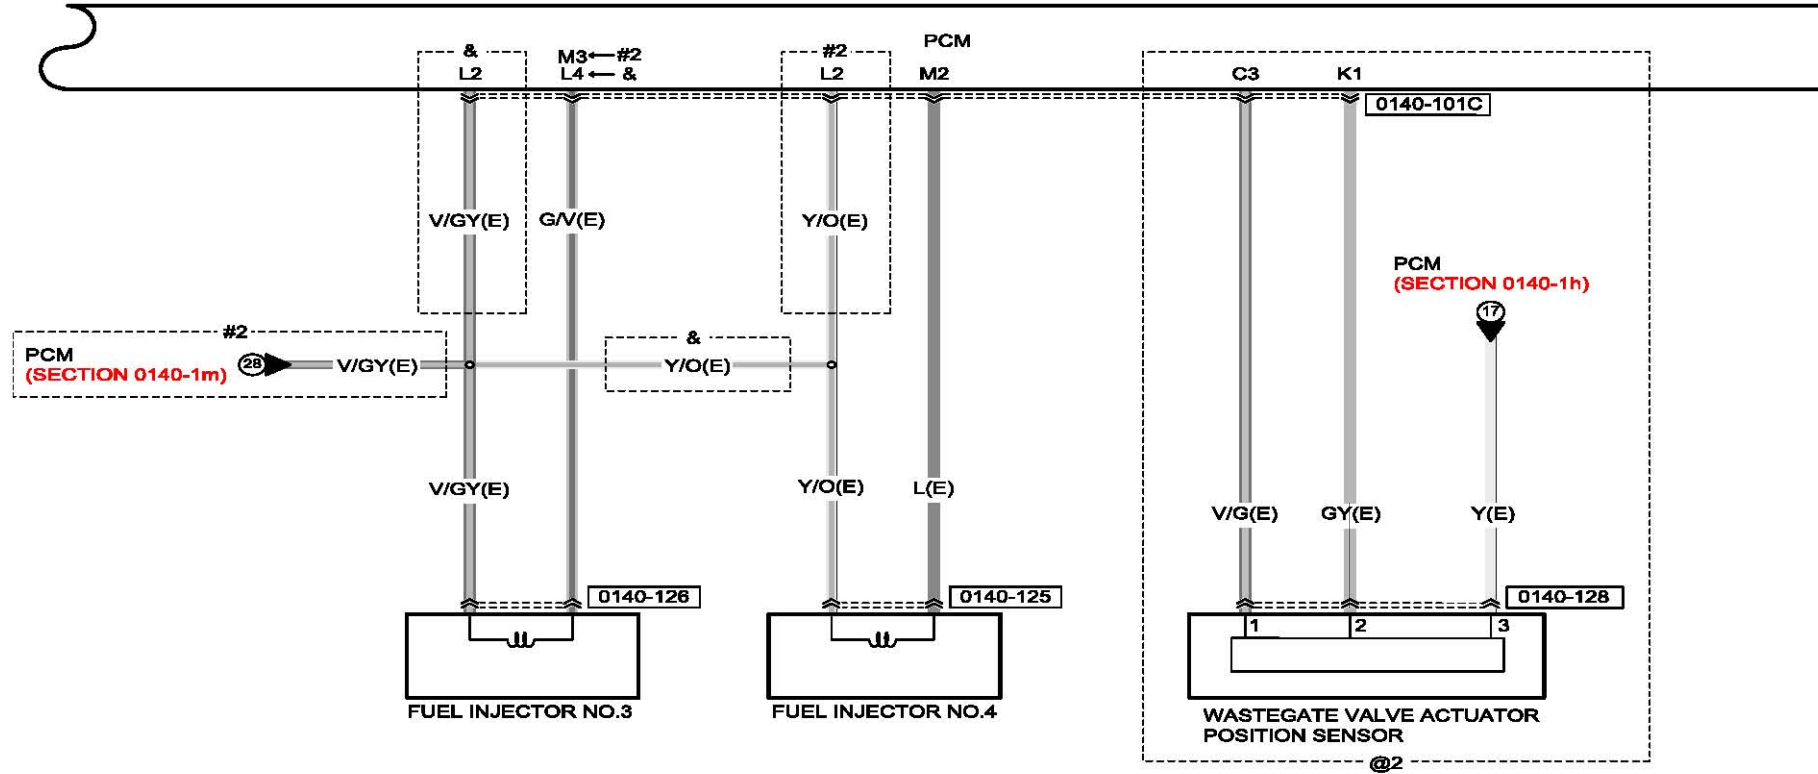 PCM
& #2
M3←#2
L2 L4← & L2 M2 C3 K1
0140-101C
V/GY(E) G/V(E) Y/O(E)
PCM
(SECTION 0140-1h)
17
#2 &
PCM
(SECTION 0140-1m)
28 V/GY(E) Y/O(E)
V/GY(E) Y/O(E) L(E)
V/G(E) GY(E) Y(E)
0140-126 0140-125 0140-128
1 2 3
FUEL INJECTOR NO.3 FUEL INJECTOR NO.4
WASTEGATE VALVE ACTUATOR
POSITION SENSOR
@2